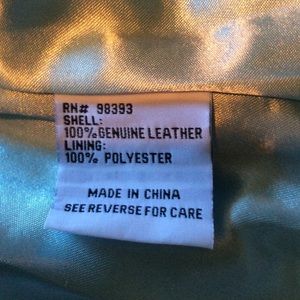 RN# 98393
SHELL:
100% GENUINE LEATHER
LINING:
100% POLYESTER
MADE IN CHINA
SEE REVERSE FOR CARE